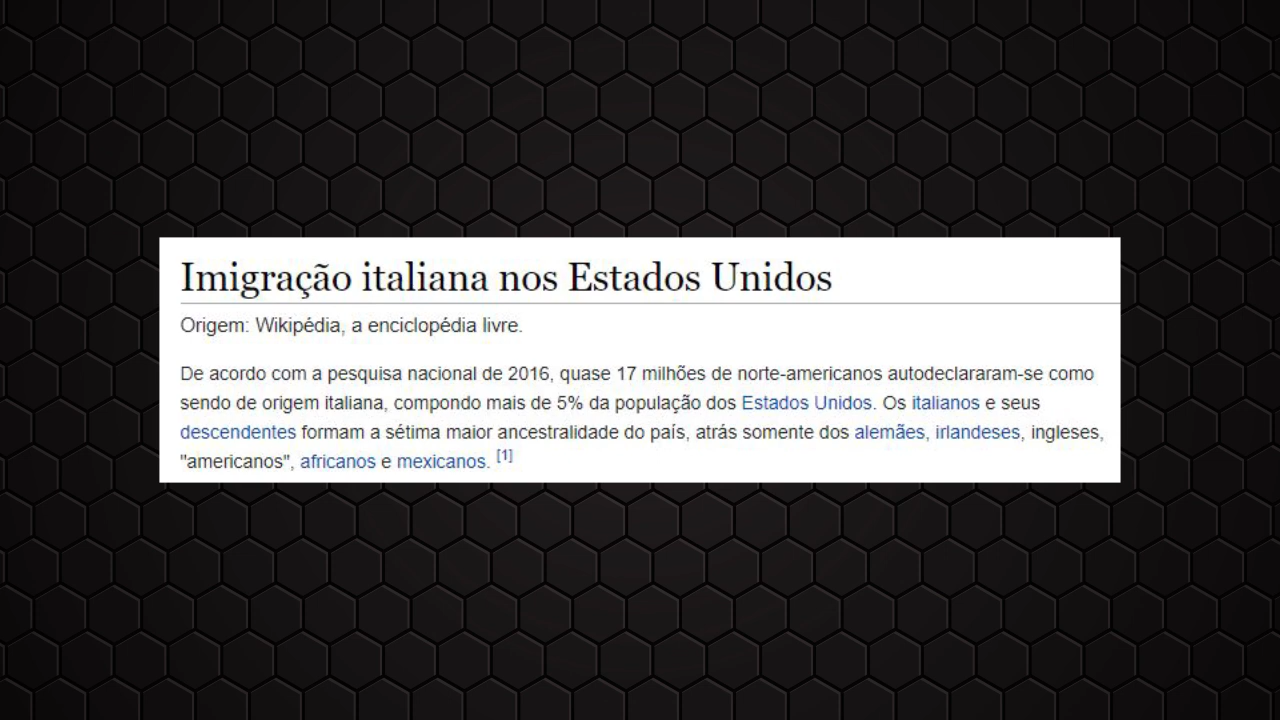 Imigração italiana nos Estados Unidos
Origem: Wikipédia, a enciclopédia livre.
De acordo com a pesquisa nacional de 2016, quase 17 milhões de norte-americanos autodeclararam-se como
sendo de origem italiana, compondo mais de 5% da população dos Estados Unidos. Os italianos e seus
descendentes formam a sétima maior ancestralidade do país, atrás somente dos alemães, irlandeses, ingleses,
"americanos", africanos e mexicanos. [1]